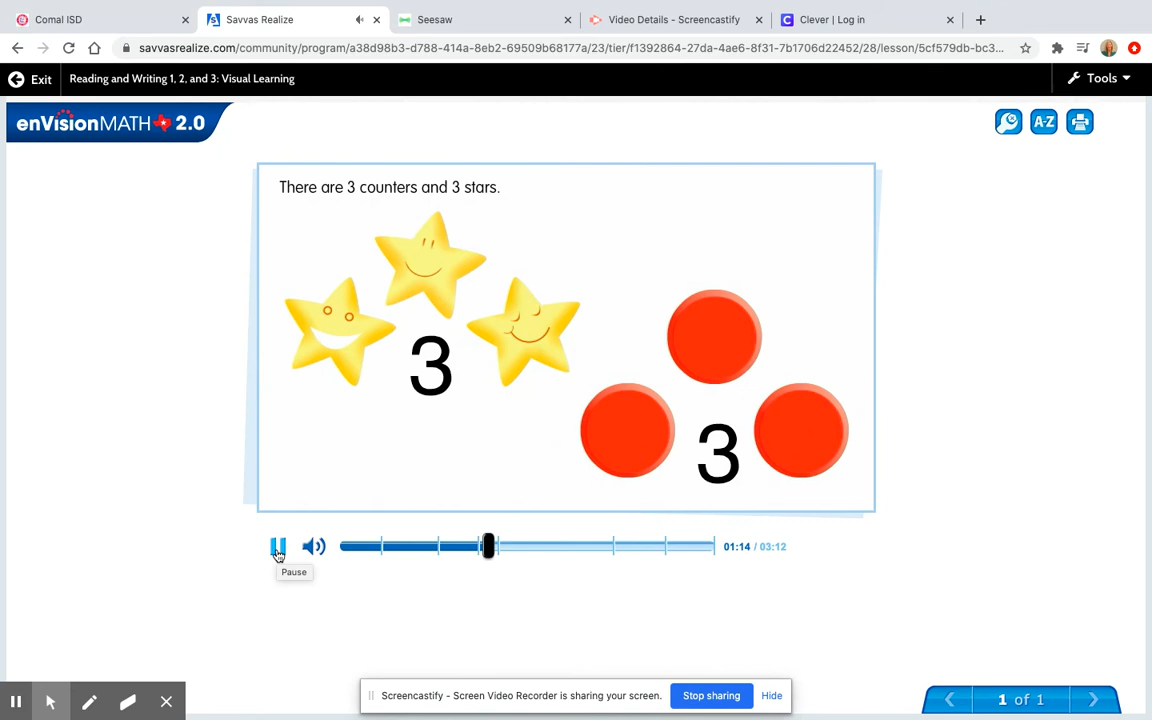 Comal ISD
Savvas Realize
Seesaw
Video Details - Screencastify
Clever | Log in
savvasrealize.com/community/program/a38d98b3-d788-414a-8eb2-69509b68177a/23/tier/f1392864-27da-4ae6-8f31-7b1706d22452/28/lesson/5cf579db-bc3...
Exit
Reading and Writing 1, 2, and 3: Visual Learning
Tools
enVisionMATH 2.0
A-Z
There are 3 counters and 3 stars.
3
3
01:14 / 03:12
Pause
Screencastify - Screen Video Recorder is sharing your screen.
Stop sharing
Hide
1 of 1